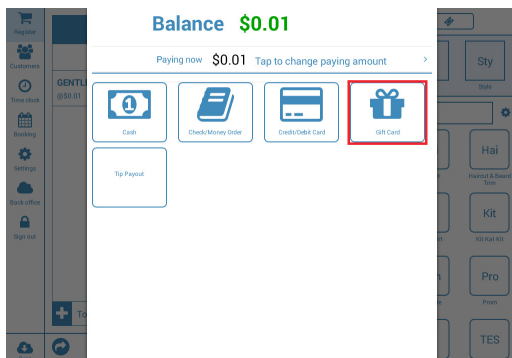 Balance $0.01
Paying now $0.01 Tap to change paying amount
Cash
Check/Money Order
Credit/Debit Card
Gift Card
Tip Payout
Register
Customers
Time clock
Booking
Settings
Back office
Sign out
GENTL
@$0.01
To
Sty
Style
Hai
Haircut & Beard
Trim
Kit
Kit Kat Kit
Pro
Prom
TES